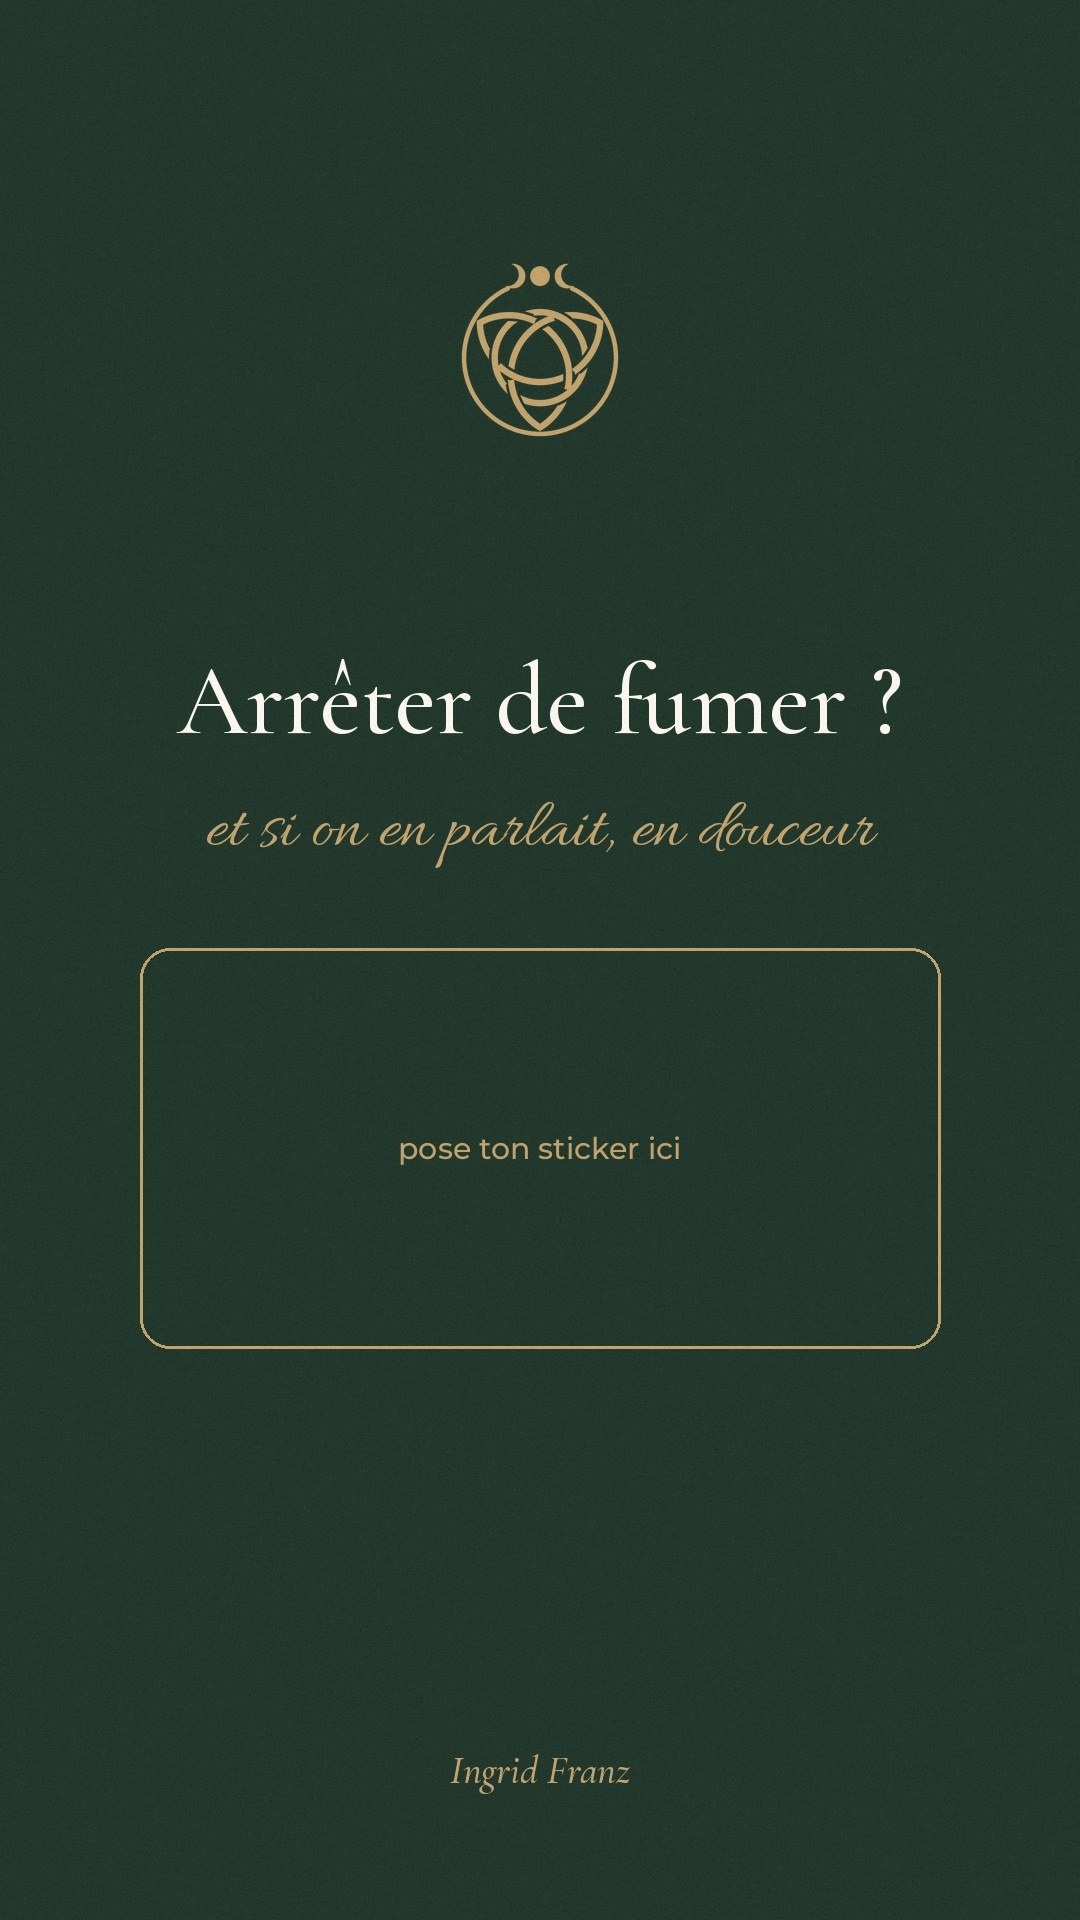 Arrêter de fumer ?
et si on en parlait, en douceur
pose ton sticker ici
Ingrid Franz